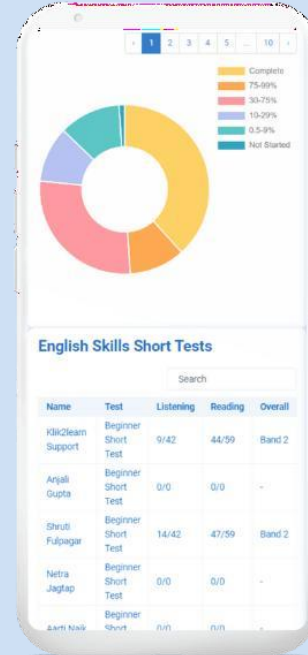 ‹ 1 2 3 4 5 ... 10 ›
Complete
75-99%
30-75%
10-29%
0.5-9%
Not Started
English Skills Short Tests
Search
Name Test Listening Reading Overall
Klik2learn Support Beginner Short Test 9/42 44/59 Band 2
Anjali Gupta Beginner Short Test 0/0 0/0 -
Shruti Fulpagar Beginner Short Test 14/42 47/59 Band 2
Netra Jagtap Beginner Short Test 0/0 0/0 -
Aarti Naik Beginner Short 0/0 0/0